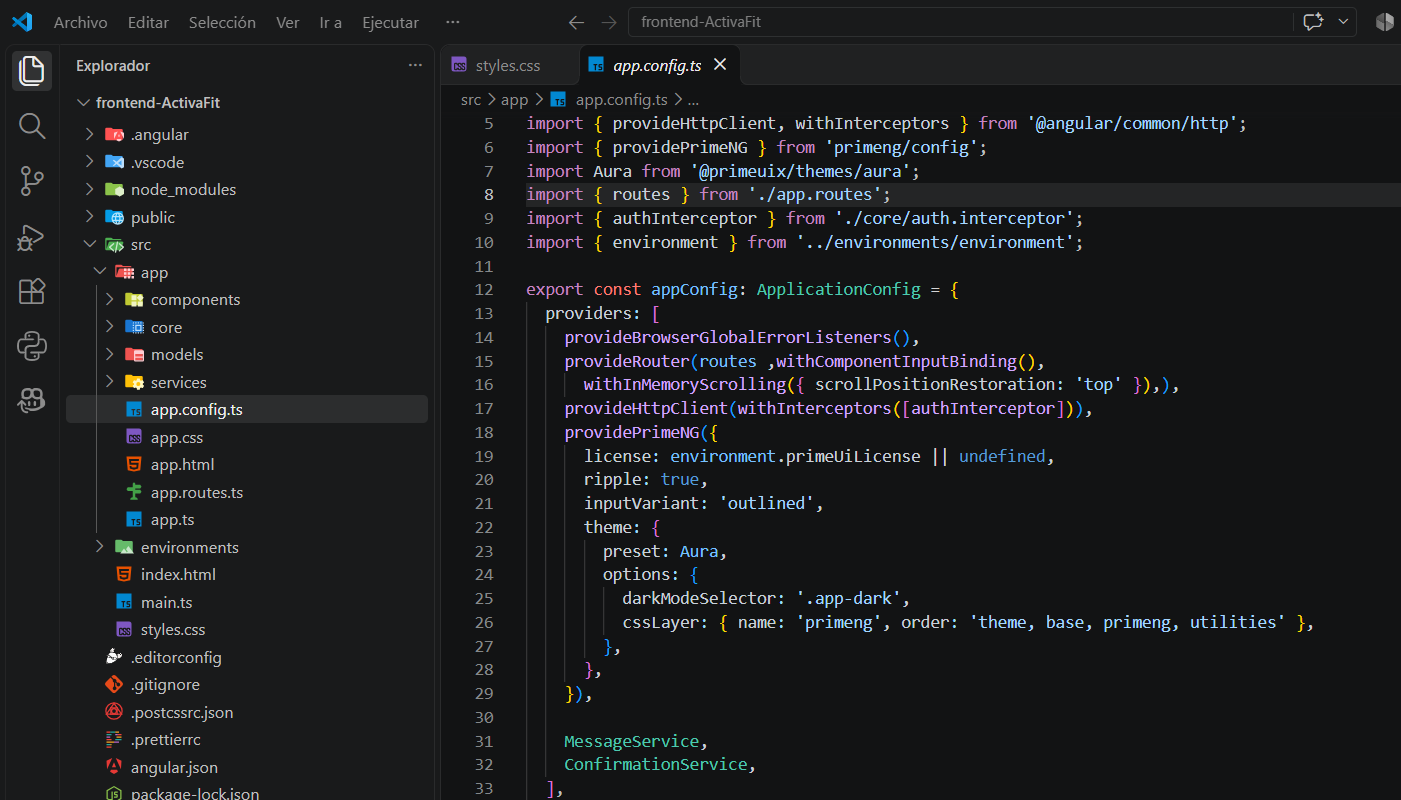 Archivo Editar Selección Ver Ir a Ejecutar ··· frontend-ActivaFit
Explorador ···
frontend-ActivaFit
.angular
.vscode
node_modules
public
src
app
components
core
models
services
app.config.ts
app.css
app.html
app.routes.ts
app.ts
environments
index.html
main.ts
styles.css
.editorconfig
.gitignore
.postcssrc.json
.prettierrc
angular.json
package-lock.json
styles.css app.config.ts
src > app > app.config.ts > ...
5 import { provideHttpClient, withInterceptors } from '@angular/common/http';
6 import { providePrimeNG } from 'primeng/config';
7 import Aura from '@primeuix/themes/aura';
8 import { routes } from './app.routes';
9 import { authInterceptor } from './core/auth.interceptor';
10 import { environment } from '../environments/environment';
11
12 export const appConfig: ApplicationConfig = {
13 providers: [
14 provideBrowserGlobalErrorListeners(),
15 provideRouter(routes ,withComponentInputBinding(),
16 withInMemoryScrolling({ scrollPositionRestoration: 'top' }),),
17 provideHttpClient(withInterceptors([authInterceptor])),
18 providePrimeNG({
19 license: environment.primeUiLicense || undefined,
20 ripple: true,
21 inputVariant: 'outlined',
22 theme: {
23 preset: Aura,
24 options: {
25 darkModeSelector: '.app-dark',
26 cssLayer: { name: 'primeng', order: 'theme, base, primeng, utilities' },
27 },
28 },
29 }),
30
31 MessageService,
32 ConfirmationService,
33 ],